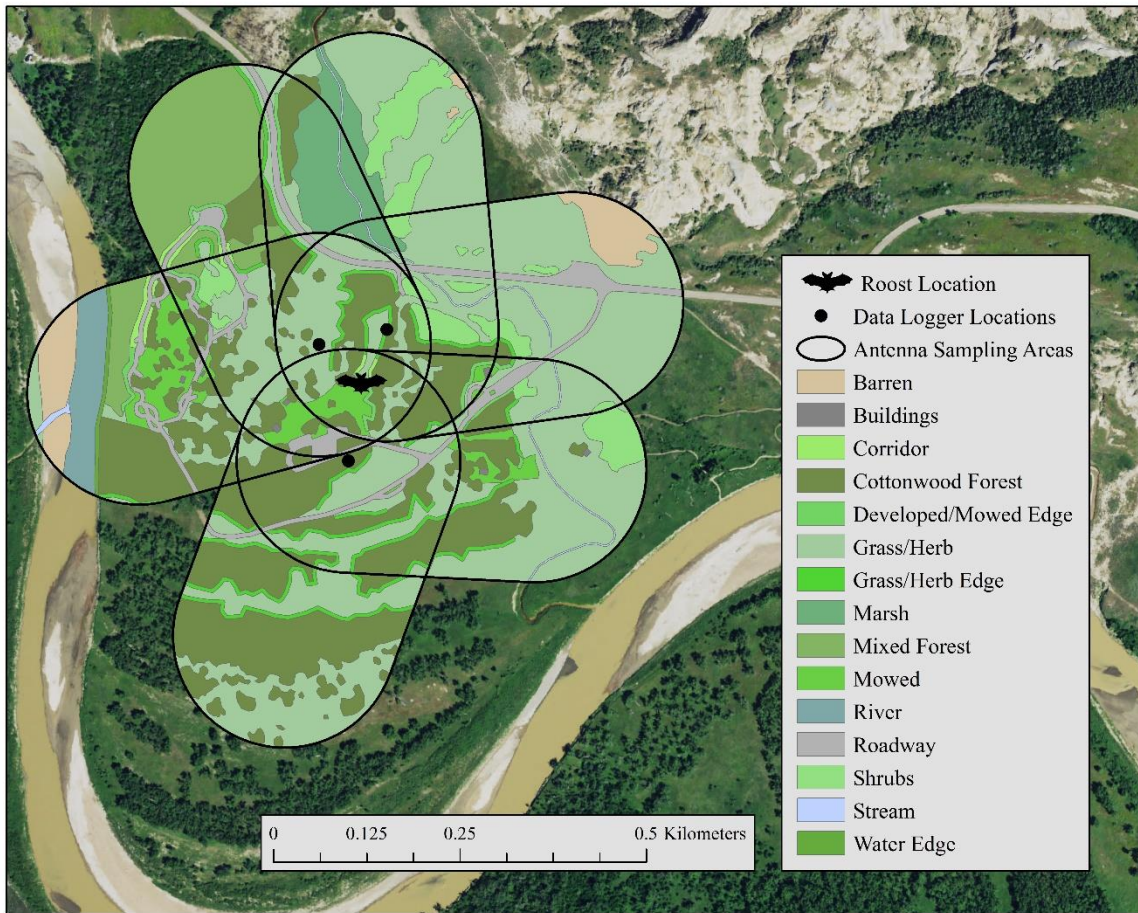 Roost Location
Data Logger Locations
Antenna Sampling Areas
Barren
Buildings
Corridor
Cottonwood Forest
Developed/Mowed Edge
Grass/Herb
Grass/Herb Edge
Marsh
Mixed Forest
Mowed
River
Roadway
Shrubs
Stream
Water Edge
0 0.125 0.25 0.5 Kilometers